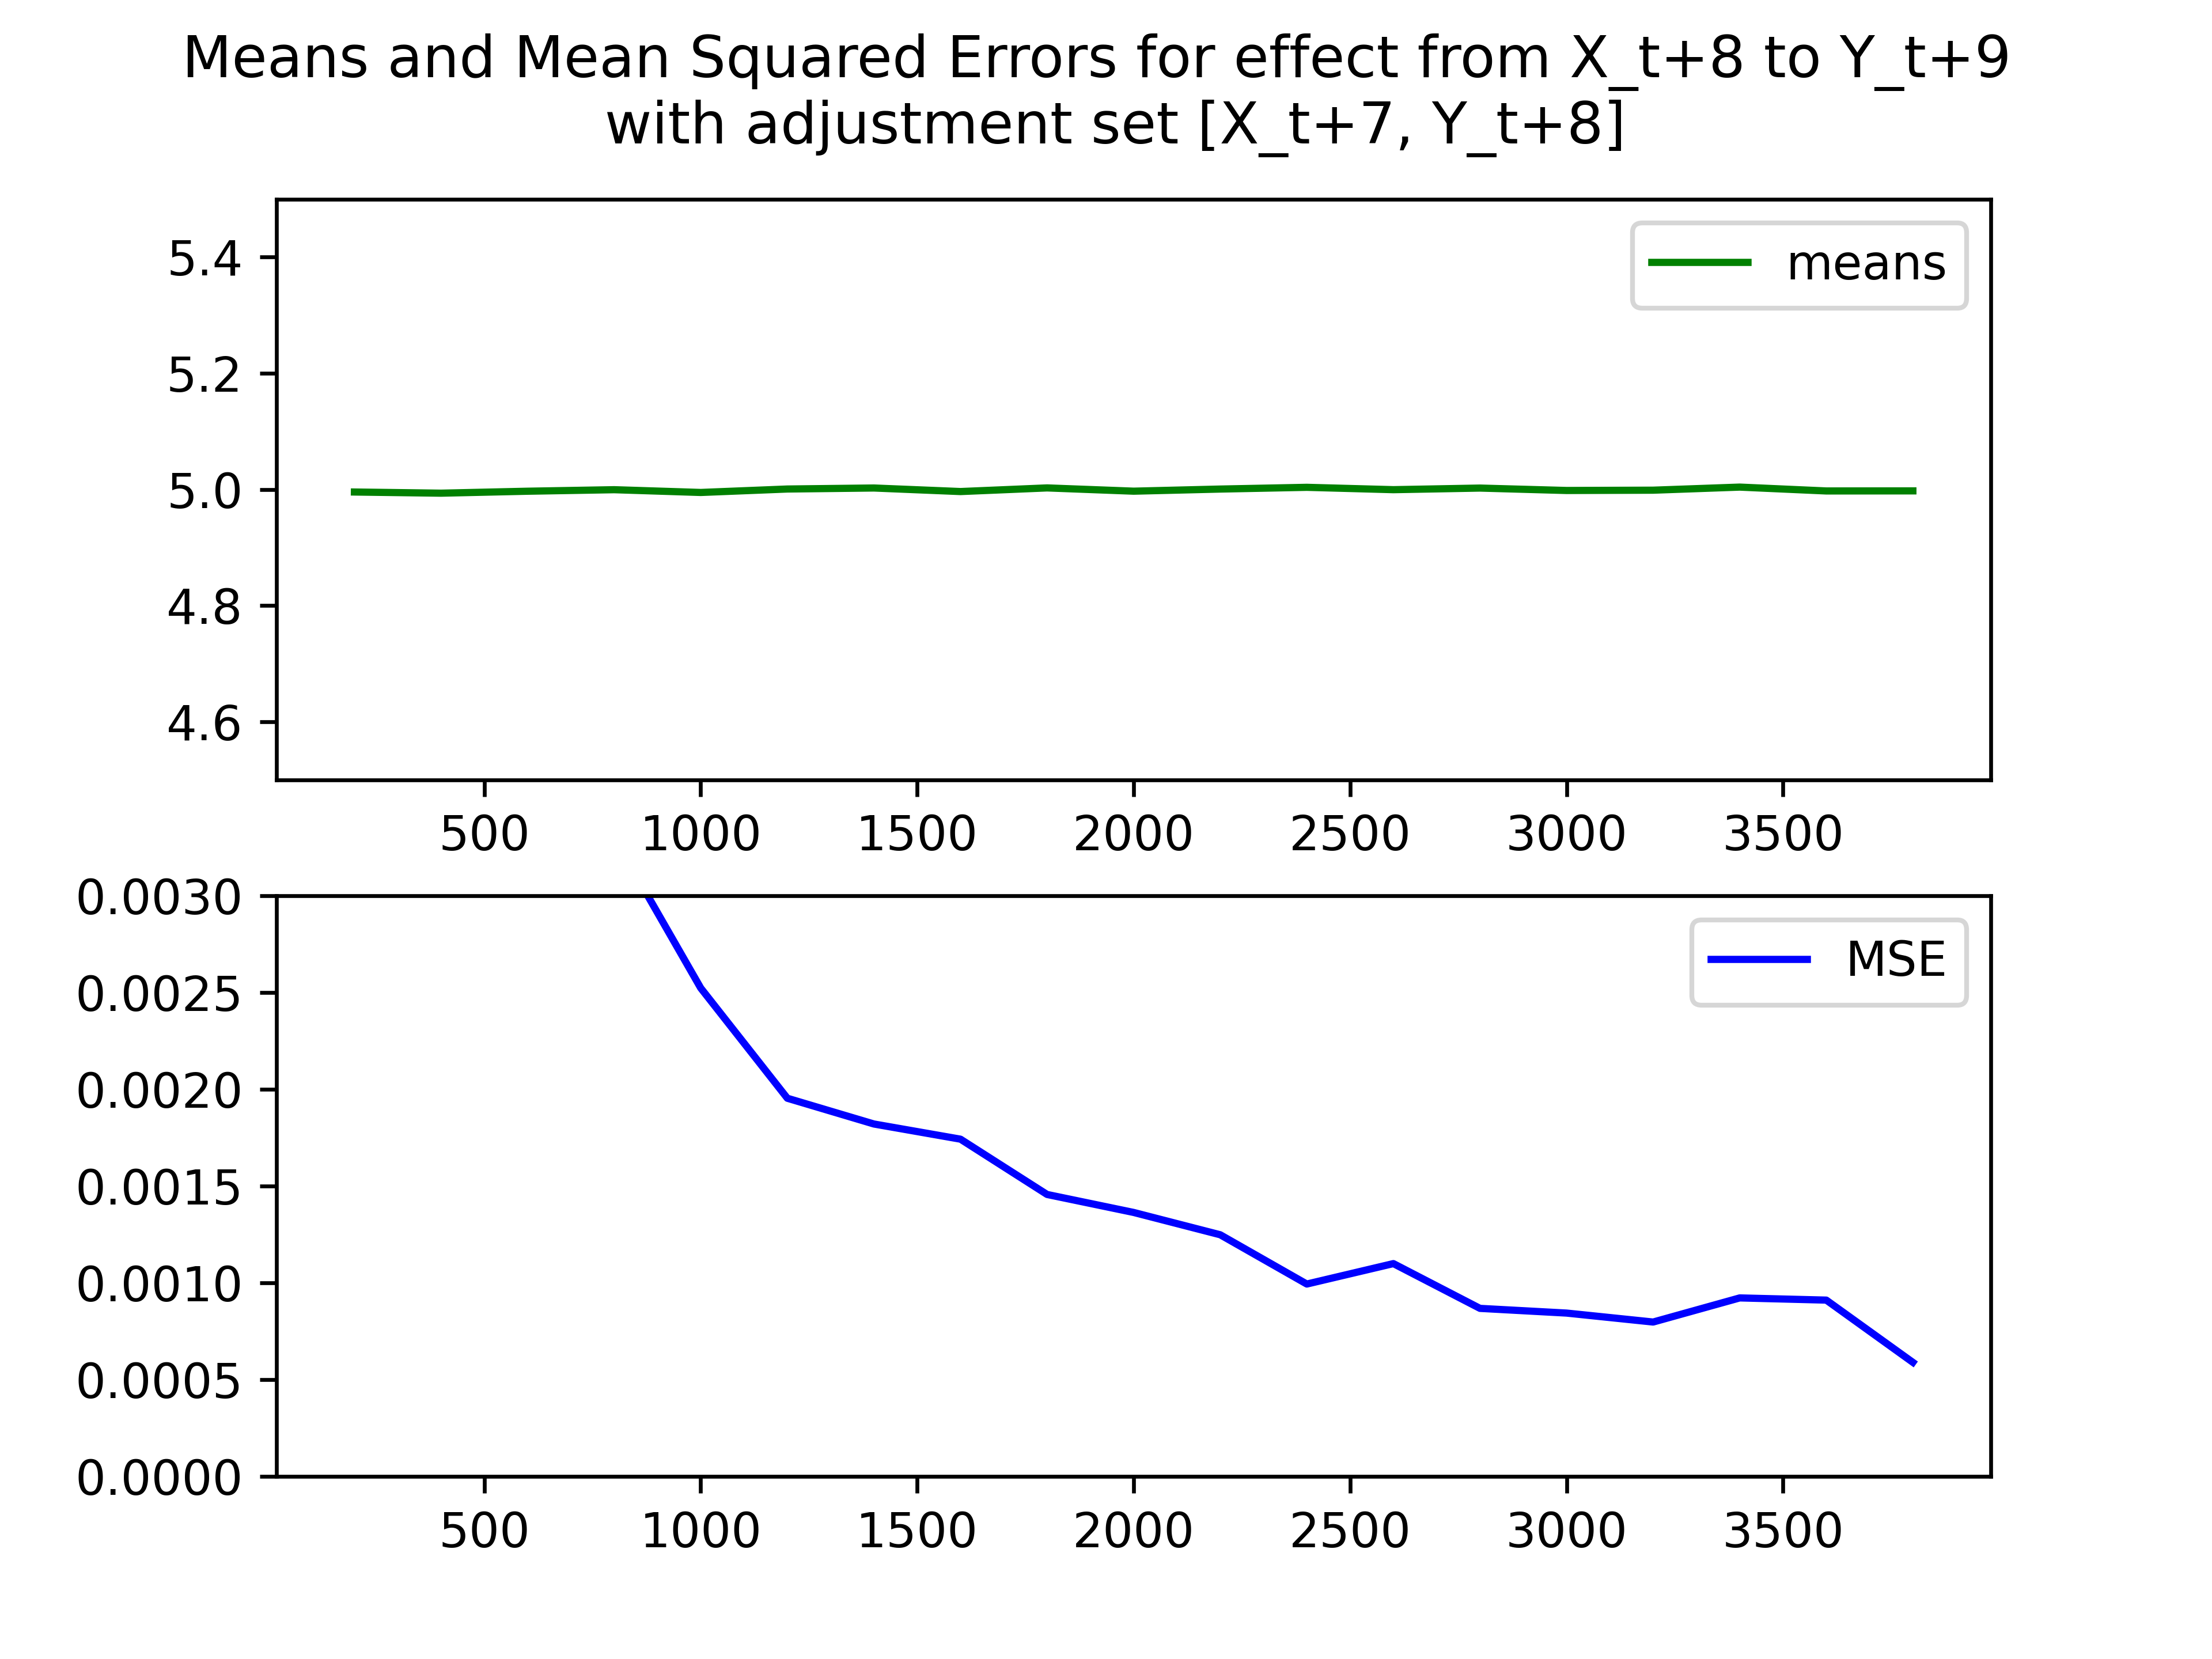 Means and Mean Squared Errors for effect from X_t+8 to Y_t+9
with adjustment set [X_t+7, Y_t+8]
means
5.4
5.2
5.0
4.8
4.6
500 1000 1500 2000 2500 3000 3500
MSE
0.0030
0.0025
0.0020
0.0015
0.0010
0.0005
0.0000
500 1000 1500 2000 2500 3000 3500